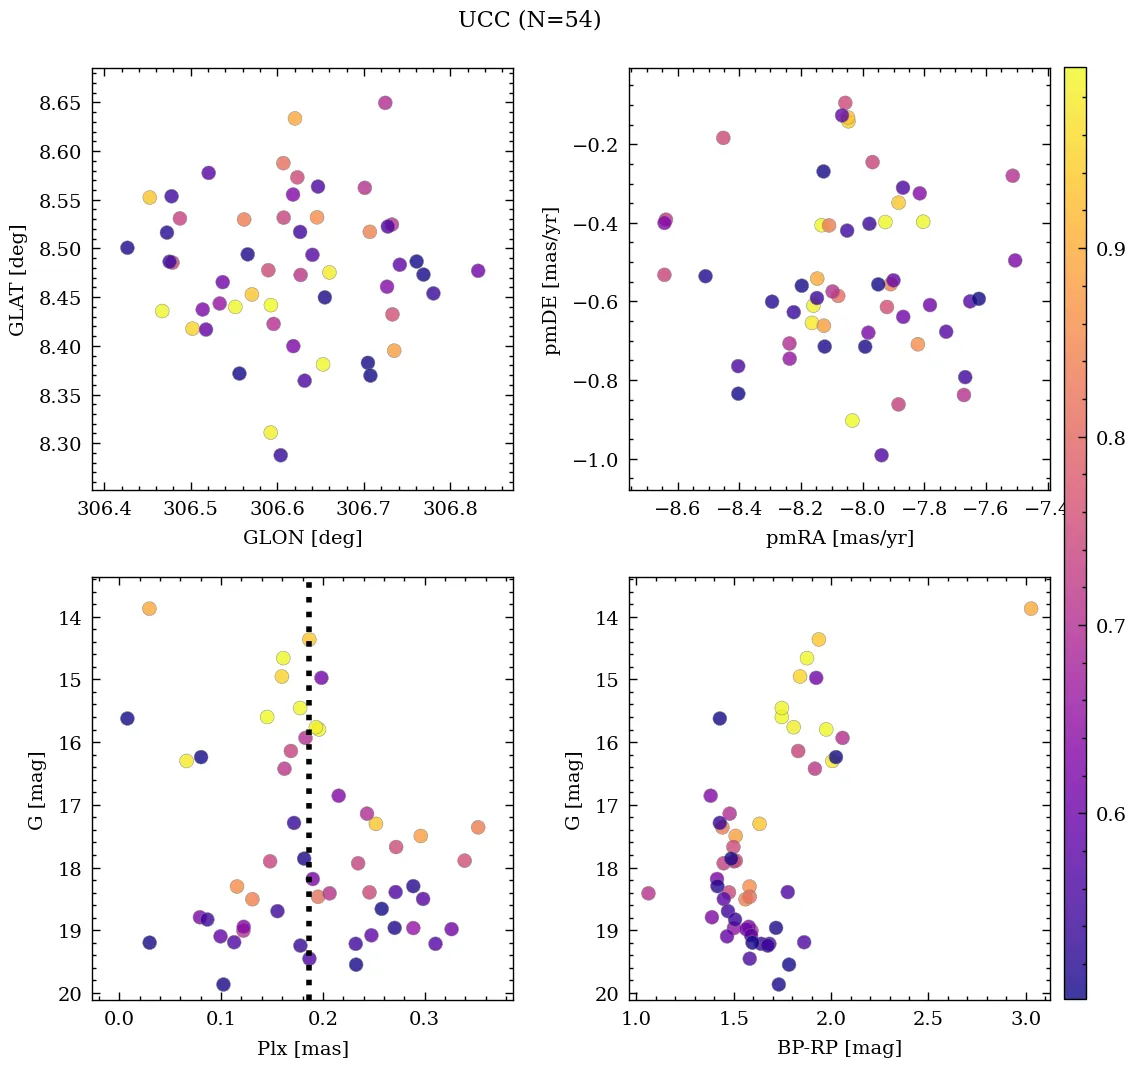 UCC (N=54)
8.65
8.60
8.55
8.50
8.45
8.40
8.35
8.30
GLAT [deg]
306.4 306.5 306.6 306.7 306.8
GLON [deg]
−0.2
−0.4
−0.6
−0.8
−1.0
pmDE [mas/yr]
−8.6 −8.4 −8.2 −8.0 −7.8 −7.6 −7.4
pmRA [mas/yr]
14
15
16
17
18
19
20
G [mag]
0.0 0.1 0.2 0.3
Plx [mas]
14
15
16
17
18
19
20
G [mag]
1.0 1.5 2.0 2.5 3.0
BP-RP [mag]
0.9
0.8
0.7
0.6